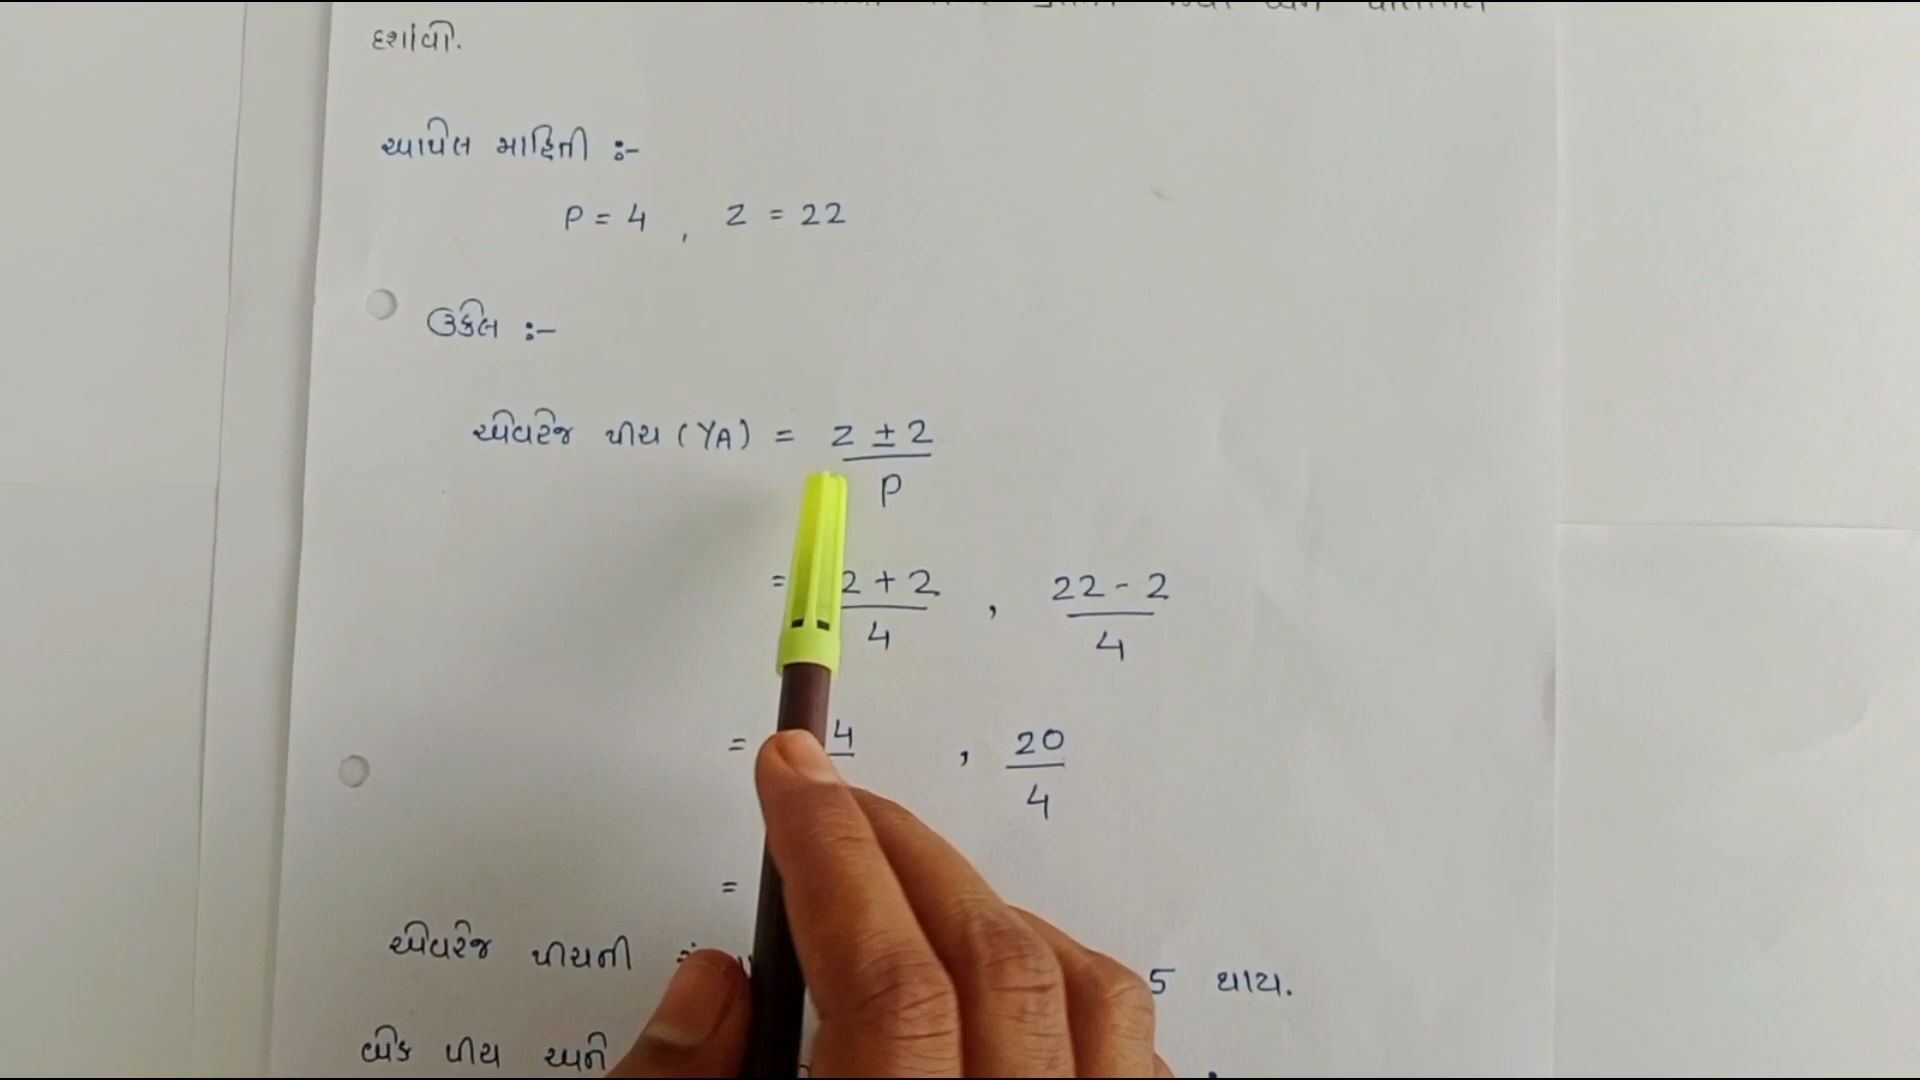 દર્શાવો.
આપેલ માહિતી :-
P = 4 , Z = 22
ઉકેલ :-
એવરેજ પીચ (YA) = Z ± 2
P
= 2 + 2 , 22 - 2
4 4
= 4 , 20
4
=
એવરેજ પીચની 5 થાય.
બેક પીચ અને